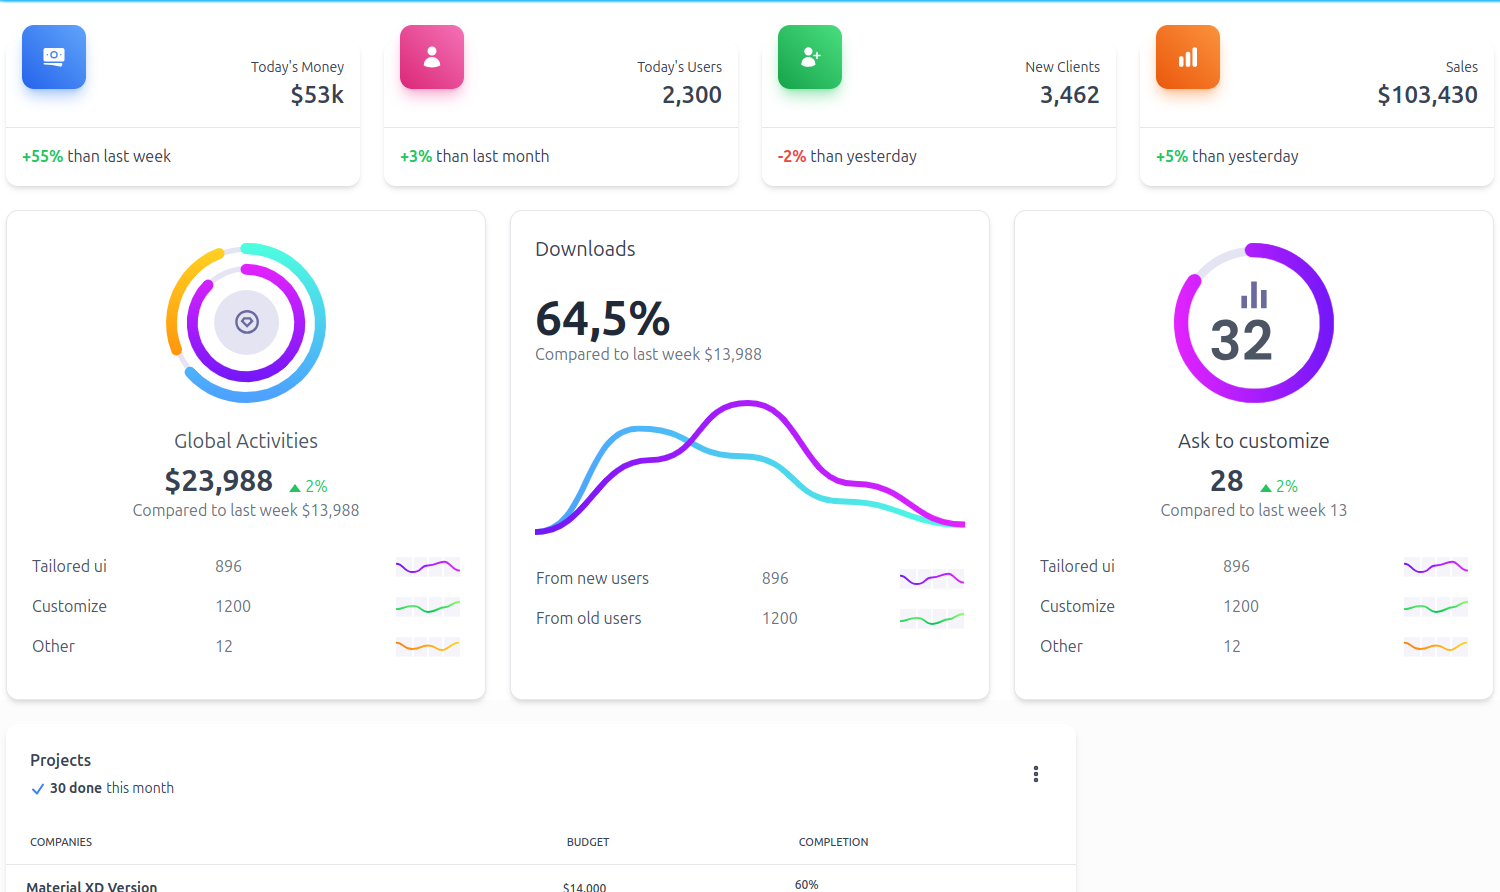 Today's Money
$53k
+55% than last week
Today's Users
2,300
+3% than last month
New Clients
3,462
-2% than yesterday
Sales
$103,430
+5% than yesterday
Global Activities
$23,988 2%
Compared to last week $13,988
Tailored ui 896
Customize 1200
Other 12
Downloads
64,5%
Compared to last week $13,988
From new users 896
From old users 1200
32
Ask to customize
28 2%
Compared to last week 13
Tailored ui 896
Customize 1200
Other 12
Projects
30 done this month
COMPANIES BUDGET COMPLETION
Material XD Version $14,000 60%